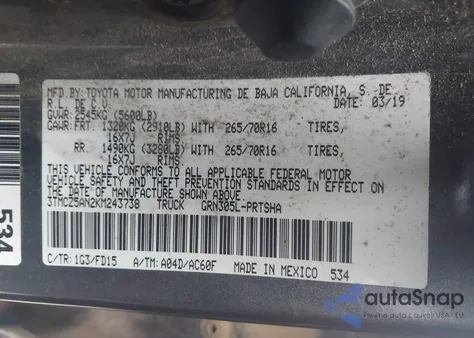 MFD.BY: TOYOTA MOTOR MANUFACTURING DE BAJA CALIFORNIA, S. DE
R.L. DE C.V. DATE: 03/19
GVWR: 2545KG (5600LB)
GAWR: FRT. 1320KG (2910LB) WITH 265/70R16 TIRES,
16X7J RIMS
RR 1490KG (3280LB) WITH 265/70R16 TIRES,
16X7J RIMS
THIS VEHICLE CONFORMS TO ALL APPLICABLE FEDERAL MOTOR
VEHICLE SAFETY AND THEFT PREVENTION STANDARDS IN EFFECT ON
THE DATE OF MANUFACTURE SHOWN ABOVE.
3TMCZ5AN2KM243738 TRUCK GRN305L-PRTSHA
C/TR: 1G3/FD15 A/TM: A04D/AC60F MADE IN MEXICO 534
534
autoSnap